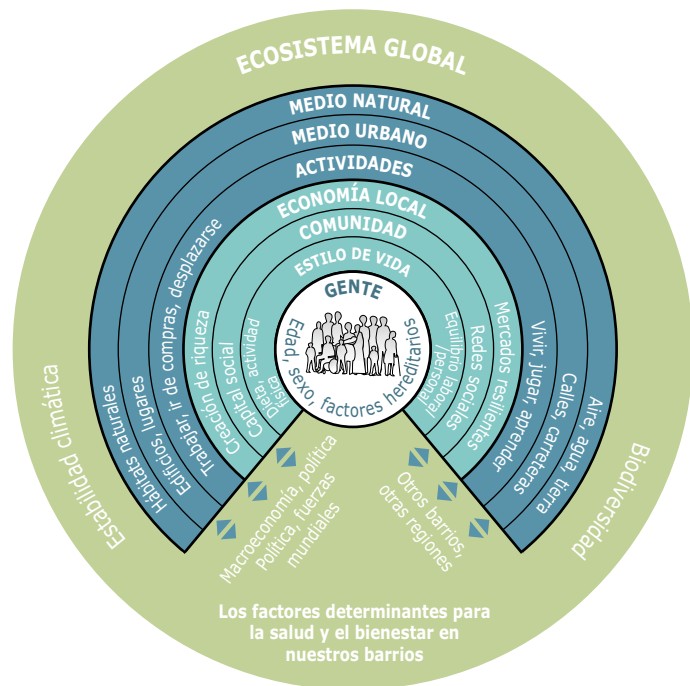 ECOSISTEMA GLOBAL
MEDIO NATURAL
MEDIO URBANO
ACTIVIDADES
ECONOMÍA LOCAL
COMUNIDAD
ESTILO DE VIDA
GENTE
Edad, sexo, factores hereditarios
Estabilidad climática
Hábitats naturales
Edificios, lugares
Trabajar, ir de compras, desplazarse
Creación de riqueza
Capital social
Dieta, actividad
física
Equilibrio laboral
/personal
Redes sociales
Mercados resilientes
Vivir, jugar, aprender
Calles, carreteras
Aire, agua, tierra
Biodiversidad
Macroeconomía, política
Política, fuerzas
mundiales
Otros barrios,
otras regiones
Los factores determinantes para
la salud y el bienestar en
nuestros barrios